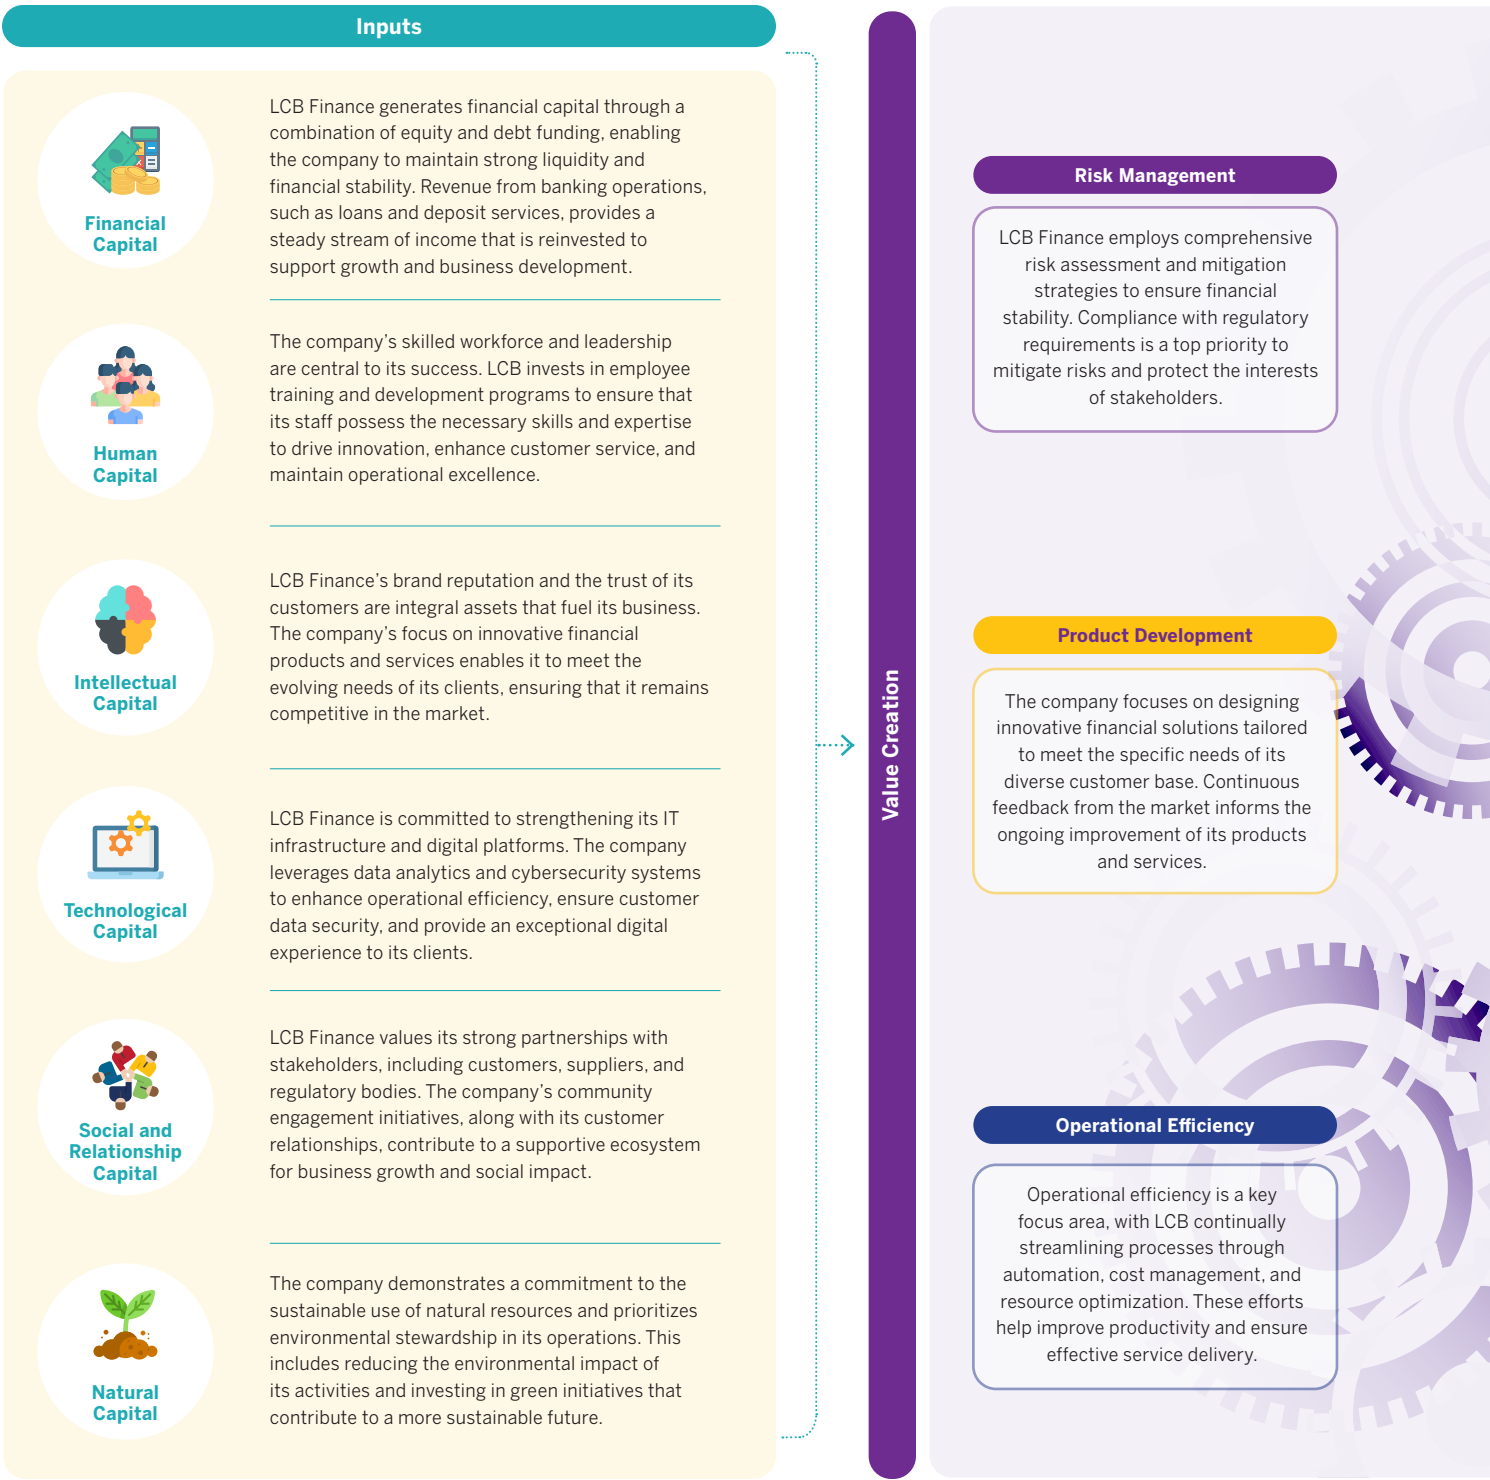 Inputs
Financial
Capital
LCB Finance generates financial capital through a
combination of equity and debt funding, enabling
the company to maintain strong liquidity and
financial stability. Revenue from banking operations,
such as loans and deposit services, provides a
steady stream of income that is reinvested to
support growth and business development.
Human
Capital
The company's skilled workforce and leadership
are central to its success. LCB invests in employee
training and development programs to ensure that
its staff possess the necessary skills and expertise
to drive innovation, enhance customer service, and
maintain operational excellence.
Intellectual
Capital
LCB Finance's brand reputation and the trust of its
customers are integral assets that fuel its business.
The company's focus on innovative financial
products and services enables it to meet the
evolving needs of its clients, ensuring that it remains
competitive in the market.
Technological
Capital
LCB Finance is committed to strengthening its IT
infrastructure and digital platforms. The company
leverages data analytics and cybersecurity systems
to enhance operational efficiency, ensure customer
data security, and provide an exceptional digital
experience to its clients.
Social and
Relationship
Capital
LCB Finance values its strong partnerships with
stakeholders, including customers, suppliers, and
regulatory bodies. The company's community
engagement initiatives, along with its customer
relationships, contribute to a supportive ecosystem
for business growth and social impact.
Natural
Capital
The company demonstrates a commitment to the
sustainable use of natural resources and prioritizes
environmental stewardship in its operations. This
includes reducing the environmental impact of
its activities and investing in green initiatives that
contribute to a more sustainable future.
Value Creation
Risk Management
LCB Finance employs comprehensive
risk assessment and mitigation
strategies to ensure financial
stability. Compliance with regulatory
requirements is a top priority to
mitigate risks and protect the interests
of stakeholders.
Product Development
The company focuses on designing
innovative financial solutions tailored
to meet the specific needs of its
diverse customer base. Continuous
feedback from the market informs the
ongoing improvement of its products
and services.
Operational Efficiency
Operational efficiency is a key
focus area, with LCB continually
streamlining processes through
automation, cost management, and
resource optimization. These efforts
help improve productivity and ensure
effective service delivery.